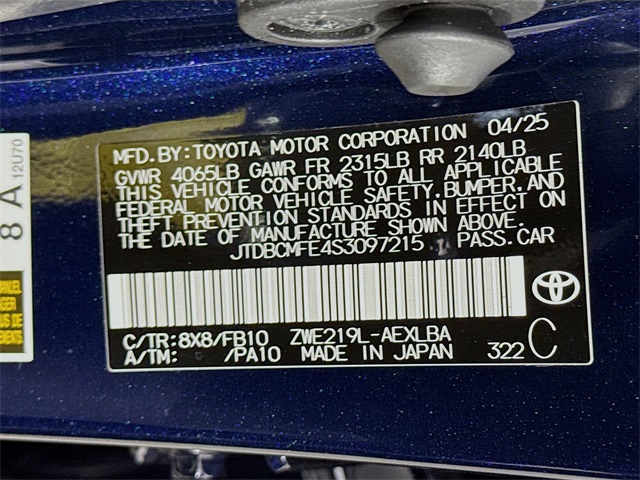 MFD.BY:TOYOTA MOTOR CORPORATION 04/25
GVWR 4065LB GAWR FR 2315LB RR 2140LB
THIS VEHICLE CONFORMS TO ALL APPLICABLE
FEDERAL MOTOR VEHICLE SAFETY,BUMPER,AND
THEFT PREVENTION STANDARDS IN EFFECT ON
THE DATE OF MANUFACTURE SHOWN ABOVE.
JTDBCMFE4S3097215 PASS.CAR
C/TR:8X8/FB10 ZWE219L-AEXLBA
A/TM: /PA10 MADE IN JAPAN 322 C
8 A 12U70